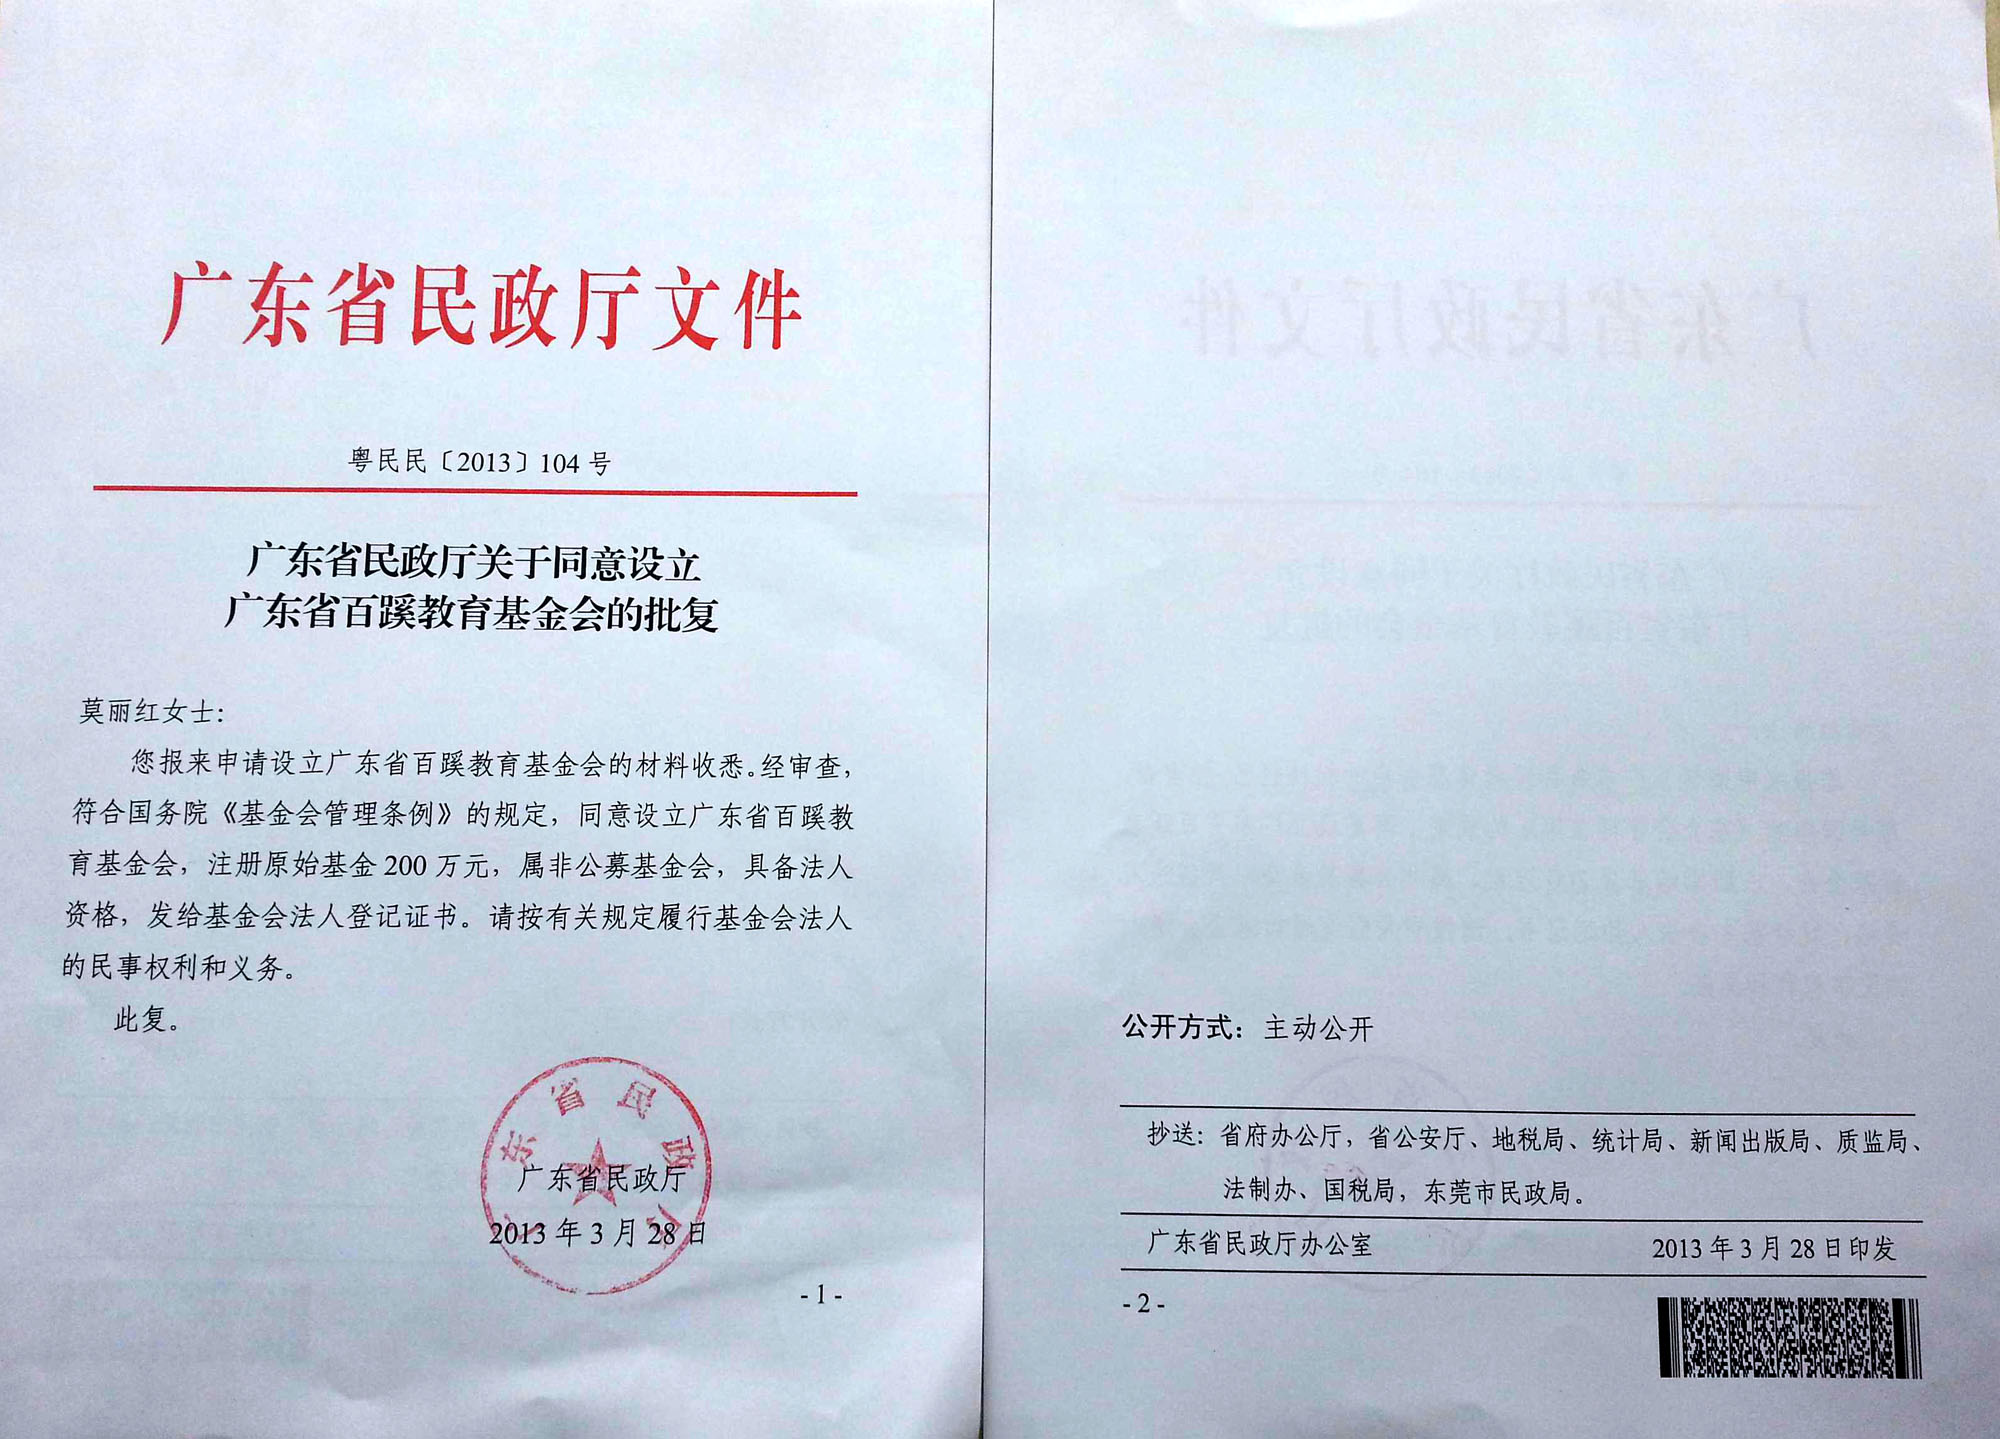 广东省民政厅文件
粤民民〔2013〕104 号
广东省民政厅关于同意设立
广东省百蹊教育基金会的批复
莫丽红女士：
您报来申请设立广东省百蹊教育基金会的材料收悉。经审查，
符合国务院《基金会管理条例》的规定，同意设立广东省百蹊教
育基金会，注册原始基金 200 万元，属非公募基金会，具备法人
资格，发给基金会法人登记证书。请按有关规定履行基金会法人
的民事权利和义务。
此复。
广东省民政厅
广东省民政厅
2013 年 3 月 28 日
- 1 -
公开方式：主动公开
抄送：省府办公厅，省公安厅、地税局、统计局、新闻出版局、质监局、
法制办、国税局，东莞市民政局。
广东省民政厅办公室 2013 年 3 月 28 日印发
- 2 -